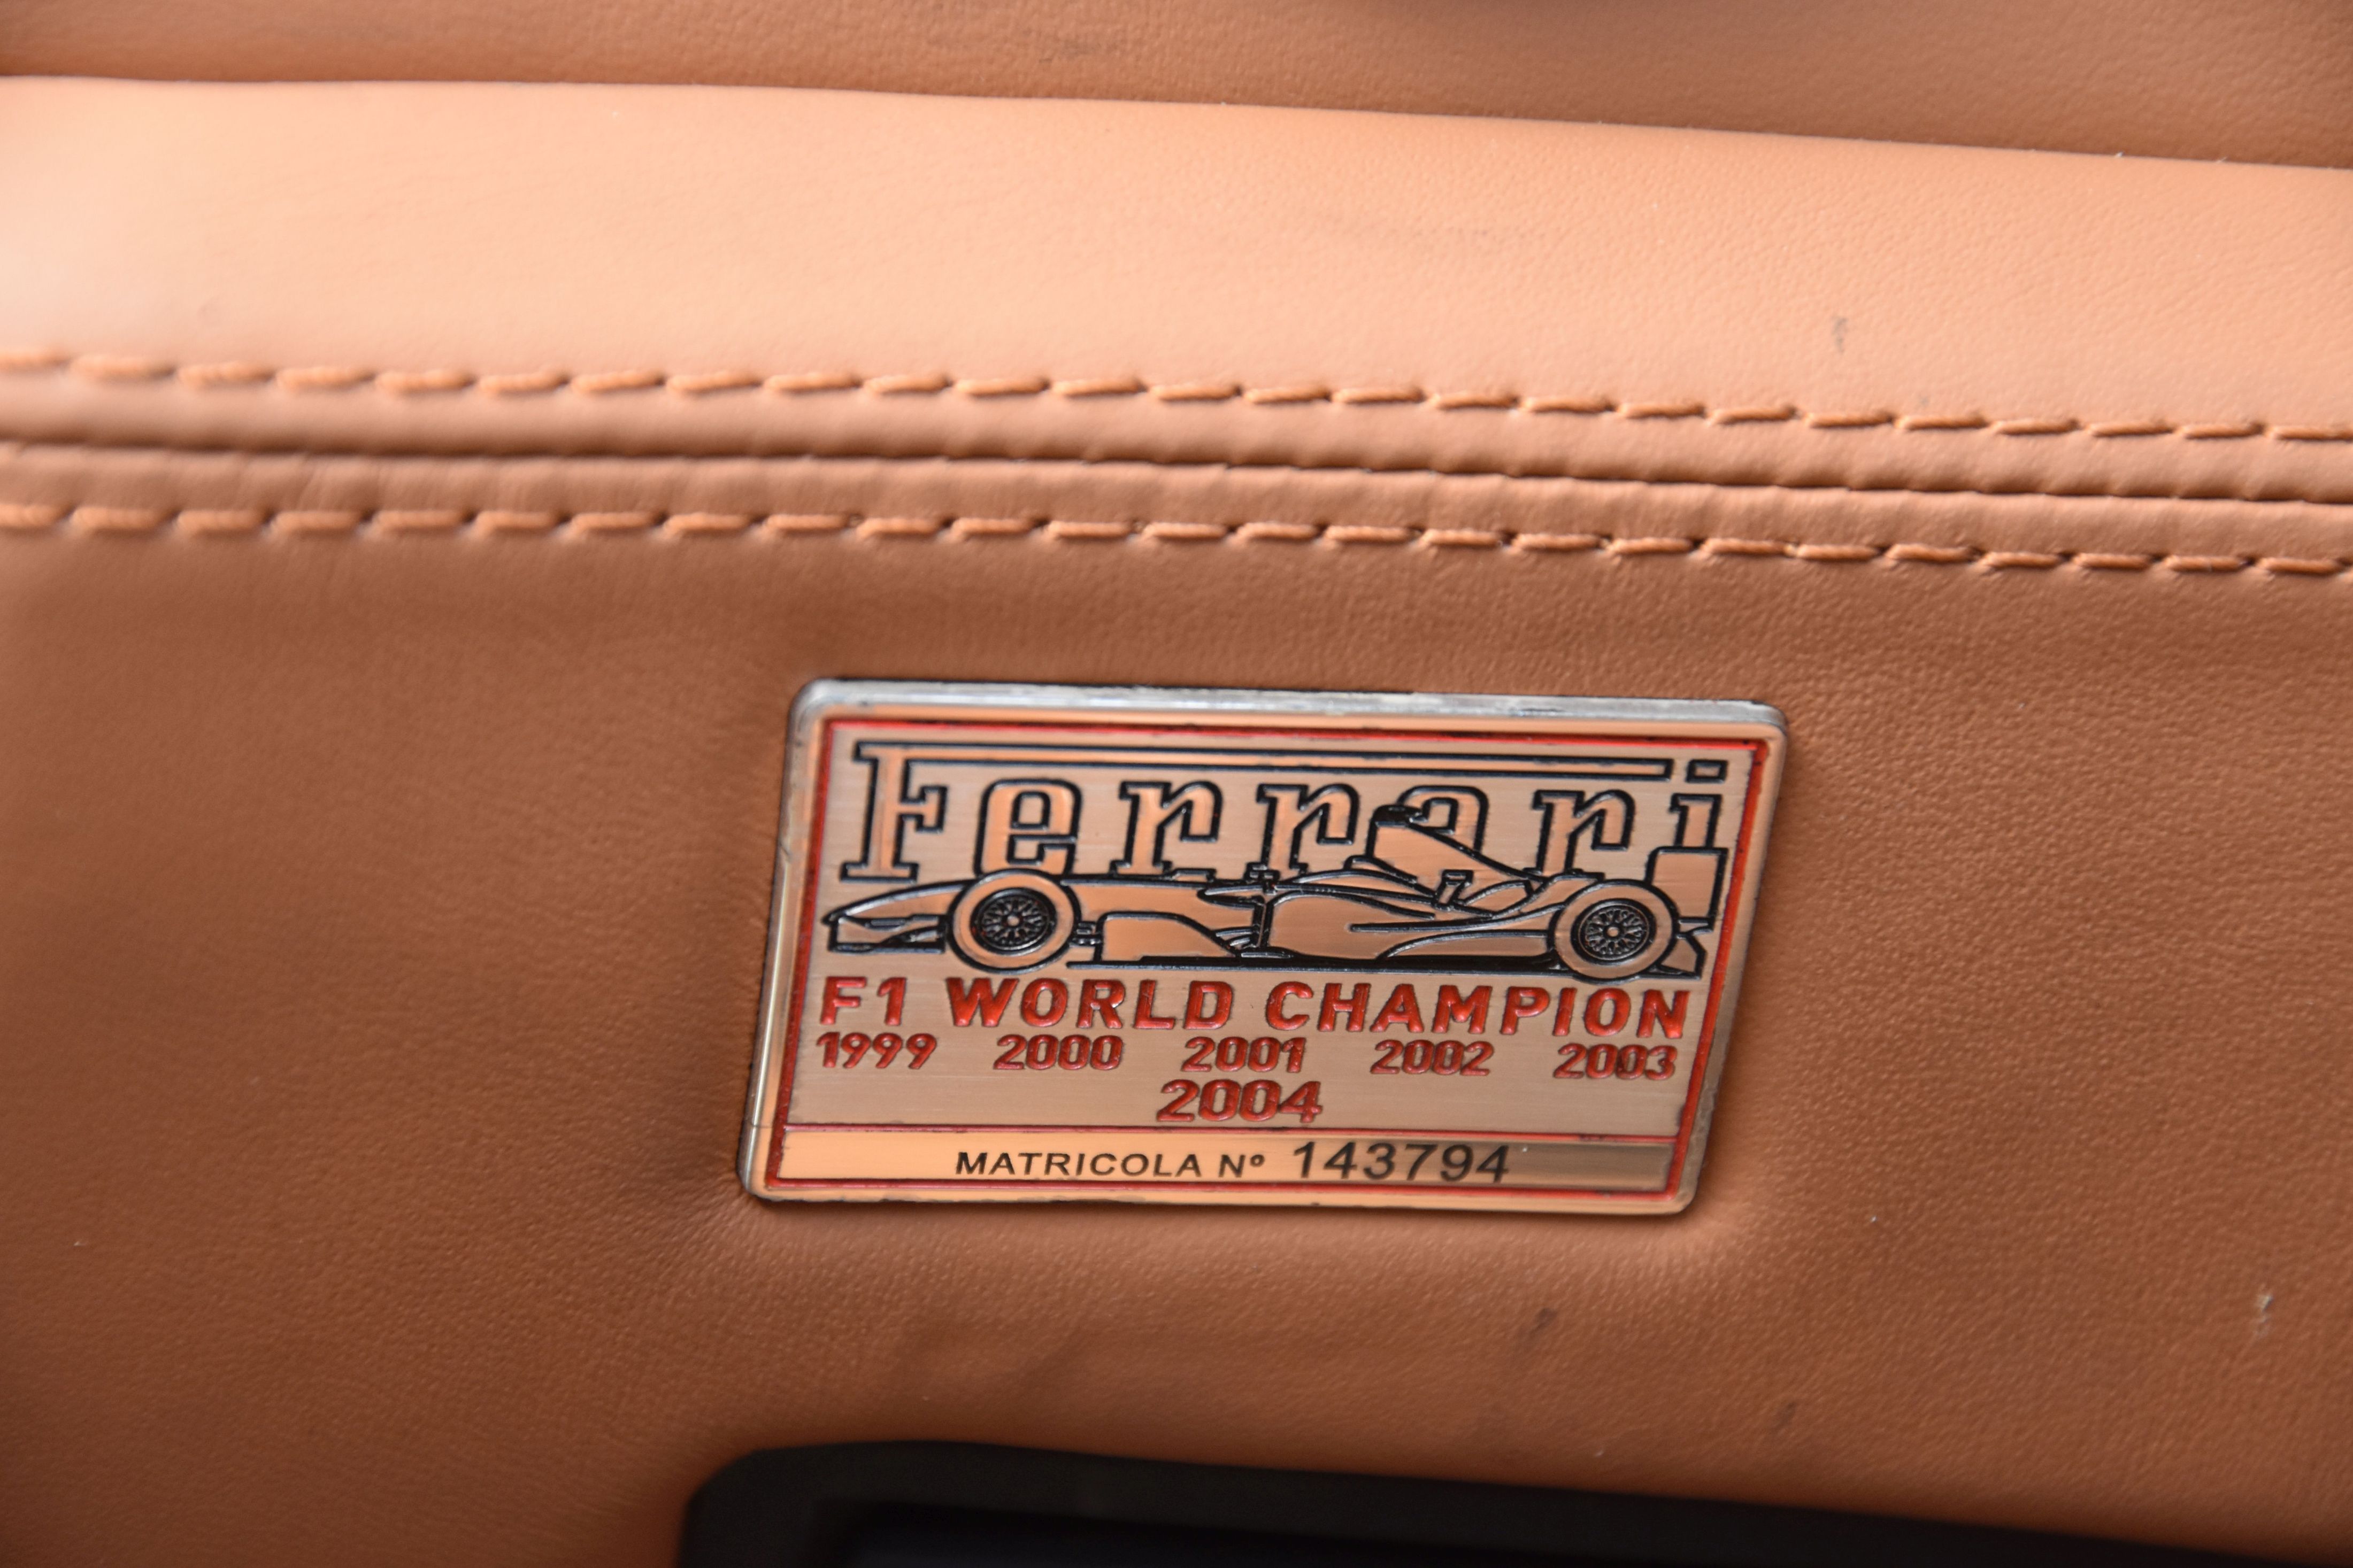 Ferrari
F1 WORLD CHAMPION
1999 2000 2001 2002 2003
2004
MATRICOLA Nº 143794